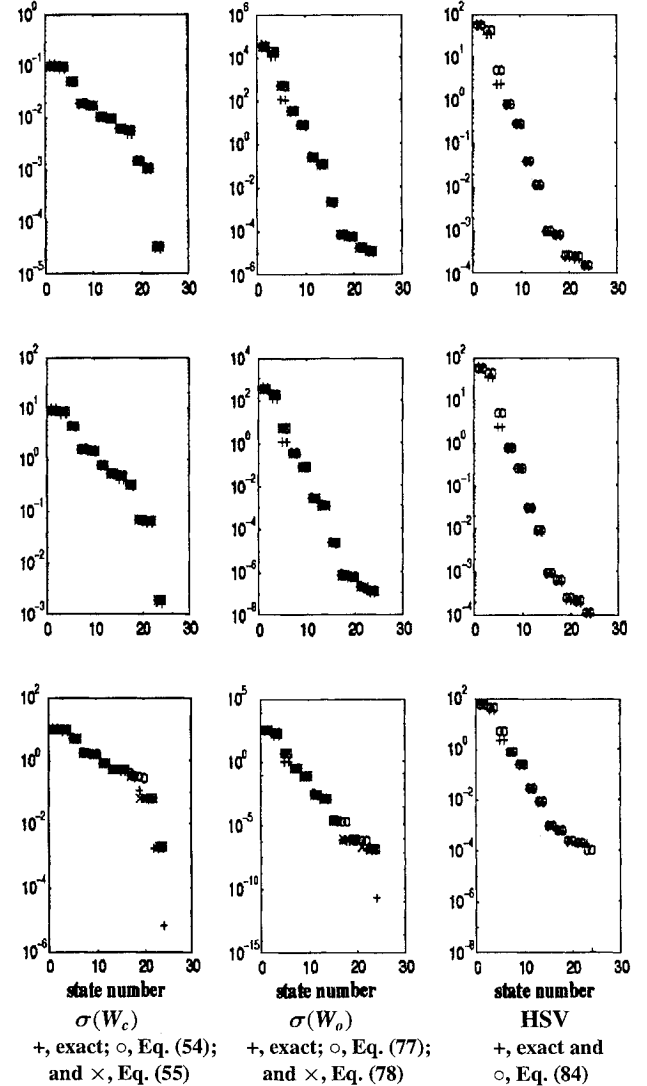 10^0 10^6 10^2
10^-1 10^4 10^1
10^-2 10^2 10^0
10^0 10^-1
10^-3 10^-2 10^-2
10^-4 10^-4 10^-3
10^-5 10^-6 10^-4
0 10 20 30 0 10 20 30 0 10 20 30
10^2 10^4 10^2
10^1 10^2 10^1
10^0 10^0 10^0
10^-2 10^-1
10^-1 10^-4 10^-2
10^-2 10^-6 10^-3
10^-3 10^-8 10^-4
0 10 20 30 0 10 20 30 0 10 20 30
10^2 10^5 10^2
10^0 10^0 10^0
10^-2 10^-5 10^-2
10^-4 10^-10 10^-4
10^-6 10^-15 10^-8
0 10 20 30 0 10 20 30 0 10 20 30
state number state number state number
σ(W_c) σ(W_o) HSV
+, exact; ○, Eq. (54); +, exact; ○, Eq. (77); +, exact and
and ×, Eq. (55) and ×, Eq. (78) ○, Eq. (84)